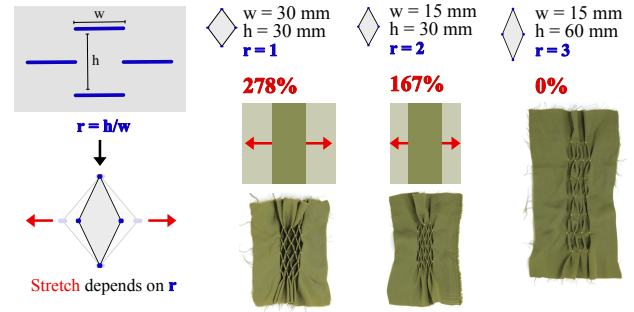 w
h
r = h/w
Stretch depends on r
w = 30 mm
h = 30 mm
r = 1
278%
w = 15 mm
h = 30 mm
r = 2
167%
w = 15 mm
h = 60 mm
r = 3
0%